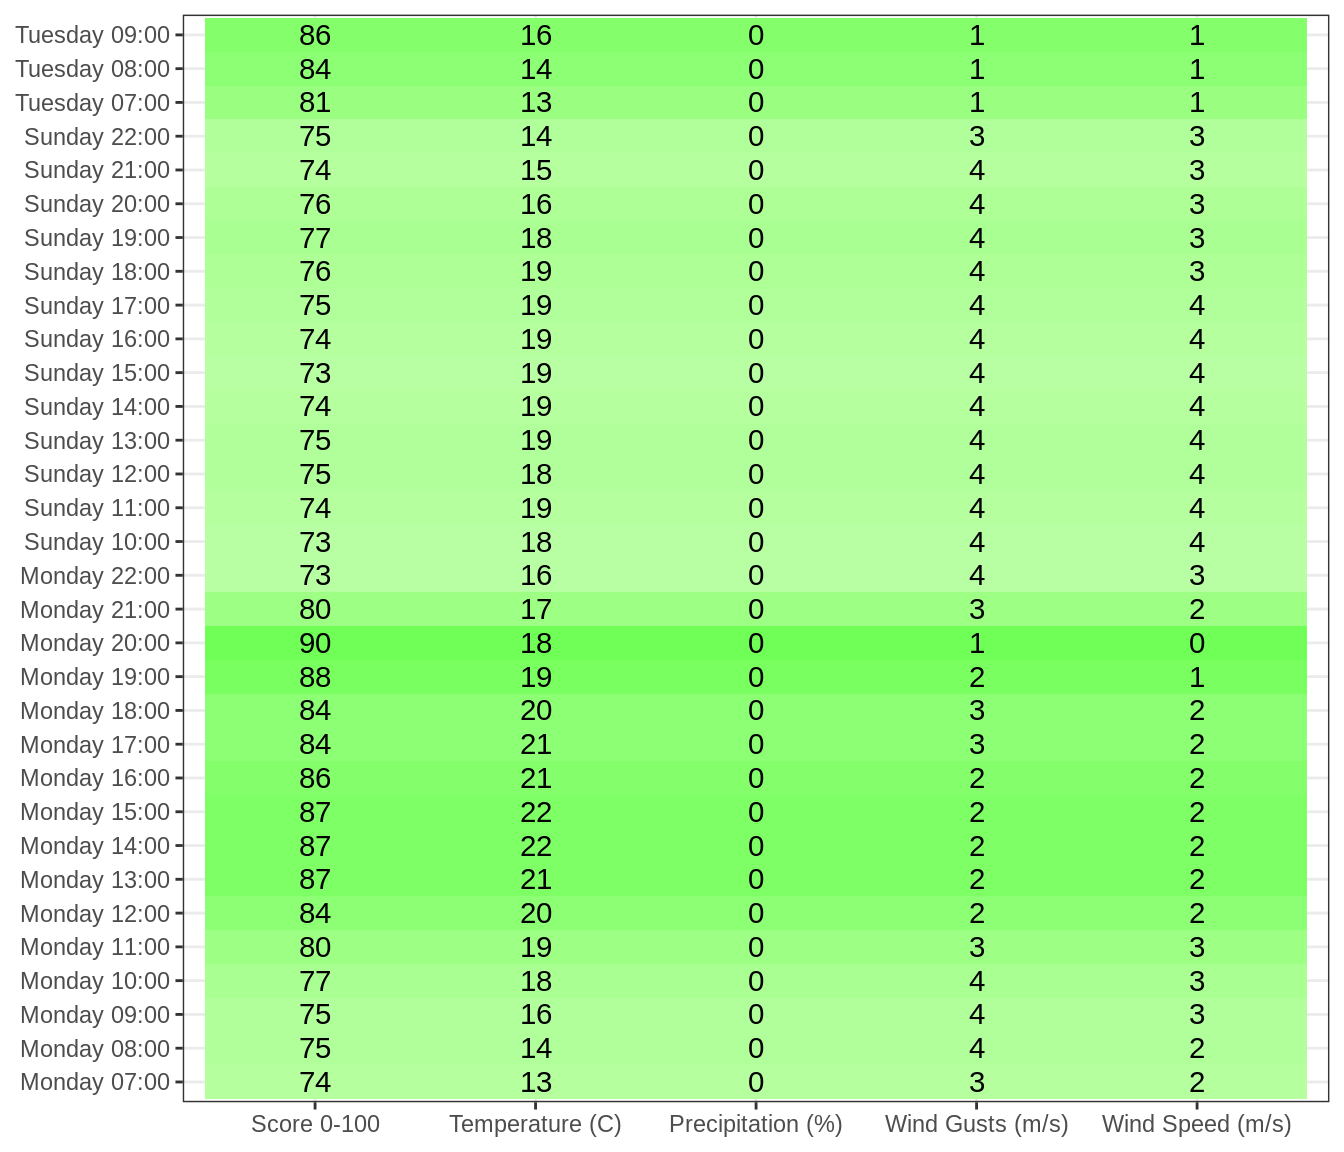 Tuesday 09:00 86 16 0 1 1
Tuesday 08:00 84 14 0 1 1
Tuesday 07:00 81 13 0 1 1
Sunday 22:00 75 14 0 3 3
Sunday 21:00 74 15 0 4 3
Sunday 20:00 76 16 0 4 3
Sunday 19:00 77 18 0 4 3
Sunday 18:00 76 19 0 4 3
Sunday 17:00 75 19 0 4 4
Sunday 16:00 74 19 0 4 4
Sunday 15:00 73 19 0 4 4
Sunday 14:00 74 19 0 4 4
Sunday 13:00 75 19 0 4 4
Sunday 12:00 75 18 0 4 4
Sunday 11:00 74 19 0 4 4
Sunday 10:00 73 18 0 4 4
Monday 22:00 73 16 0 4 3
Monday 21:00 80 17 0 3 2
Monday 20:00 90 18 0 1 0
Monday 19:00 88 19 0 2 1
Monday 18:00 84 20 0 3 2
Monday 17:00 84 21 0 3 2
Monday 16:00 86 21 0 2 2
Monday 15:00 87 22 0 2 2
Monday 14:00 87 22 0 2 2
Monday 13:00 87 21 0 2 2
Monday 12:00 84 20 0 2 2
Monday 11:00 80 19 0 3 3
Monday 10:00 77 18 0 4 3
Monday 09:00 75 16 0 4 3
Monday 08:00 75 14 0 4 2
Monday 07:00 74 13 0 3 2
Score 0-100 Temperature (C) Precipitation (%) Wind Gusts (m/s) Wind Speed (m/s)